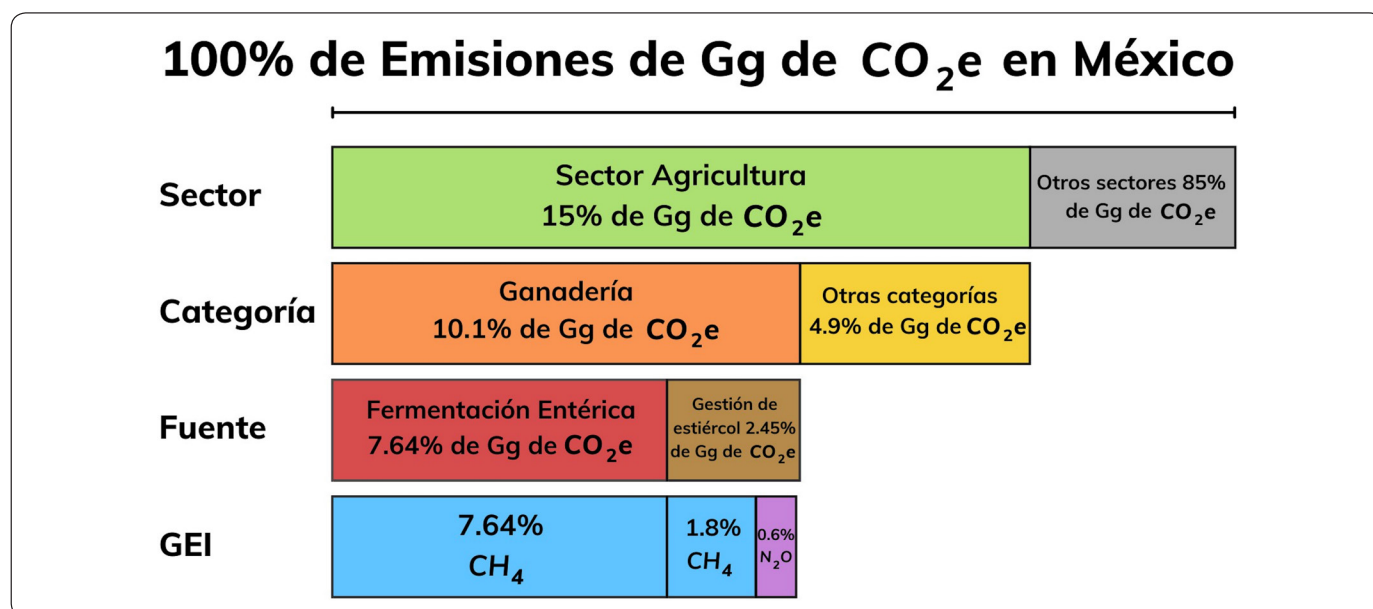 100% de Emisiones de Gg de CO₂e en México
Sector
Sector Agricultura
15% de Gg de CO₂e
Otros sectores 85%
de Gg de CO₂e
Categoría
Ganadería
10.1% de Gg de CO₂e
Otras categorías
4.9% de Gg de CO₂e
Fuente
Fermentación Entérica
7.64% de Gg de CO₂e
Gestión de
estiércol 2.45%
de Gg de CO₂e
GEI
7.64%
CH₄
1.8%
CH₄
0.6%
N₂O